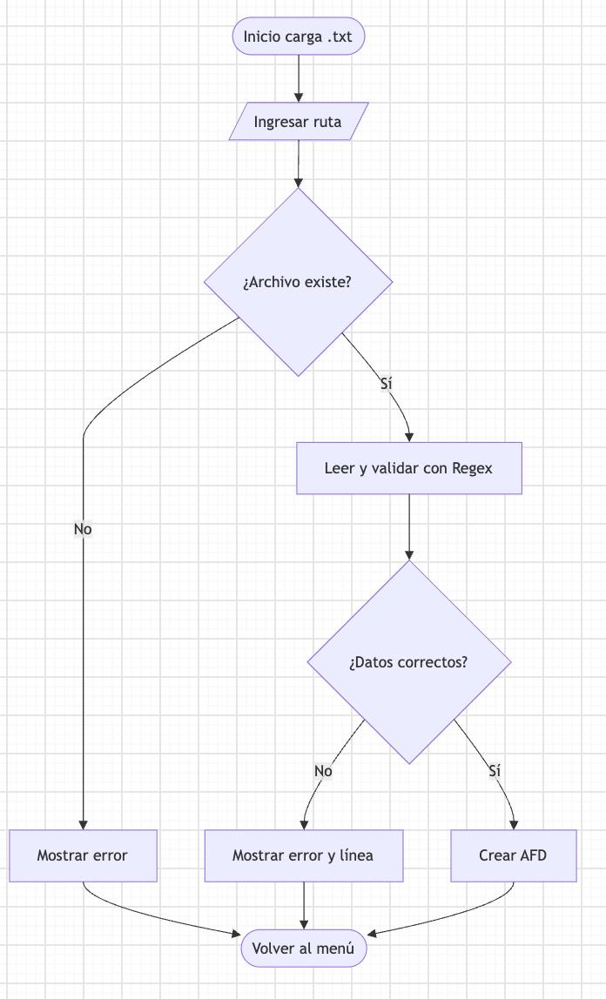 Inicio carga .txt
Ingresar ruta
¿Archivo existe?
Sí
Leer y validar con Regex
No
¿Datos correctos?
No
Sí
Mostrar error
Mostrar error y línea
Crear AFD
Volver al menú